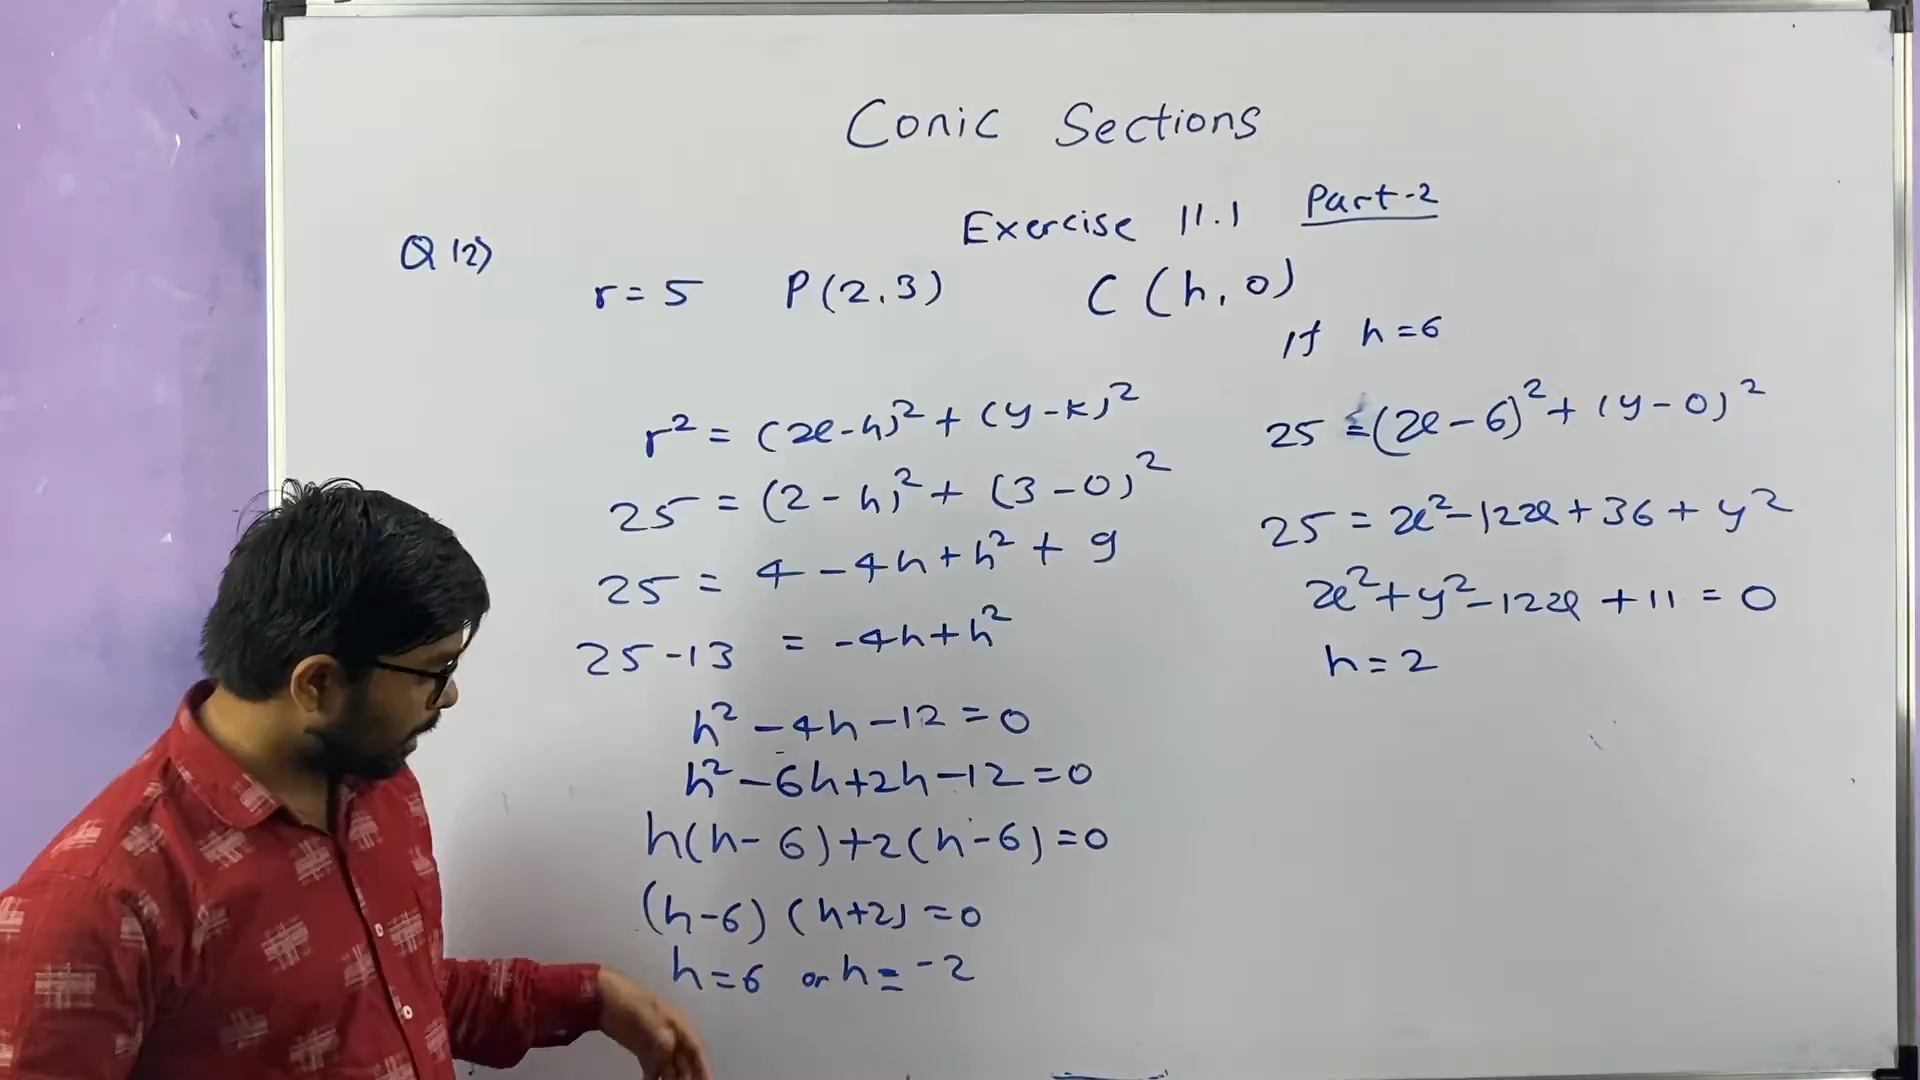 Conic Sections
Exercise 11.1 Part-2
Q 12)
r = 5 P(2,3) C (h, 0)
r² = (x-h)² + (y-k)²
25 = (2-h)² + (3-0)²
25 = 4 - 4h + h² + 9
25-13 = -4h+h²
h² - 4h - 12 = 0
h² - 6h + 2h - 12 = 0
h(h-6)+2(h-6)=0
(h-6) (h+2) = 0
h=6 or h = -2
If h=6
25 = (x-6)² + (y-0)²
25 = x²-12x+36+y²
x²+y²-12x+11=0
h=2